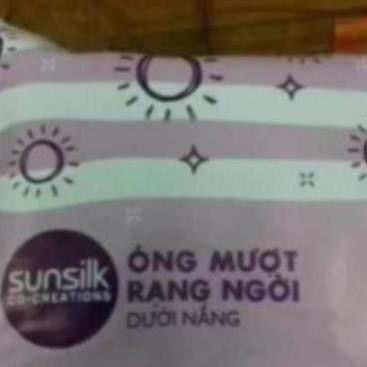 sunsilk
CO-CREATIONS
ÓNG MƯỢT
RẠNG NGỜI
DƯỚI NẮNG